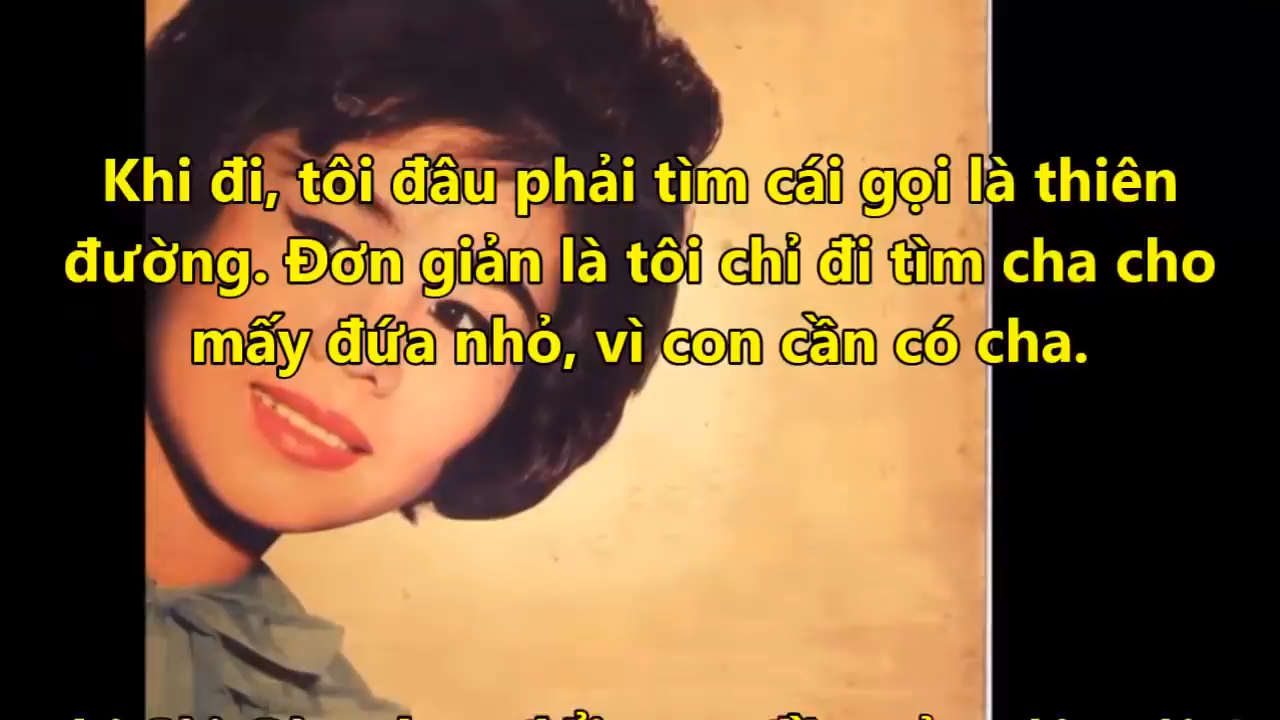 Khi đi, tôi đâu phải tìm cái gọi là thiên
đường. Đơn giản là tôi chỉ đi tìm cha cho
mấy đứa nhỏ, vì con cần có cha.